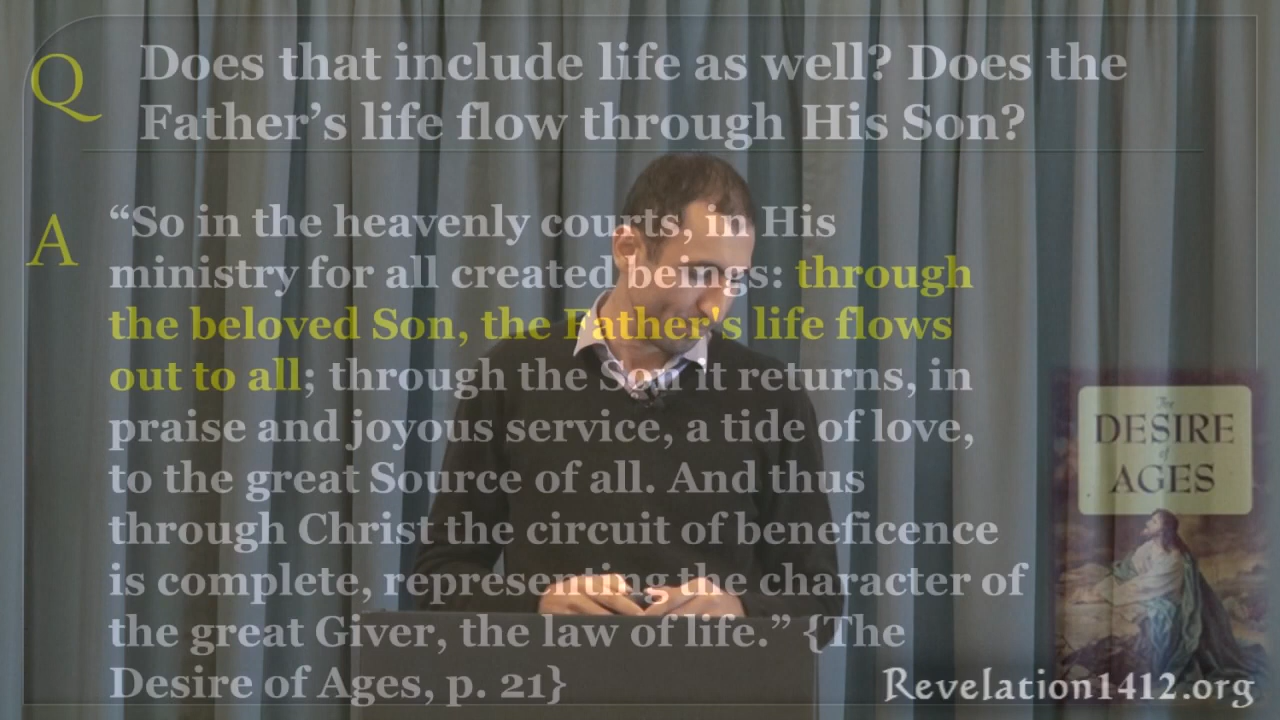 Q
Does that include life as well? Does the
Father’s life flow through His Son?
A
“So in the heavenly courts, in His
ministry for all created beings: through
the beloved Son, the Father's life flows
out to all; through the Son it returns, in
praise and joyous service, a tide of love,
to the great Source of all. And thus
through Christ the circuit of beneficence
is complete, representing the character of
the great Giver, the law of life.” {The
Desire of Ages, p. 21}
The
DESIRE
of
AGES
Revelation1412.org